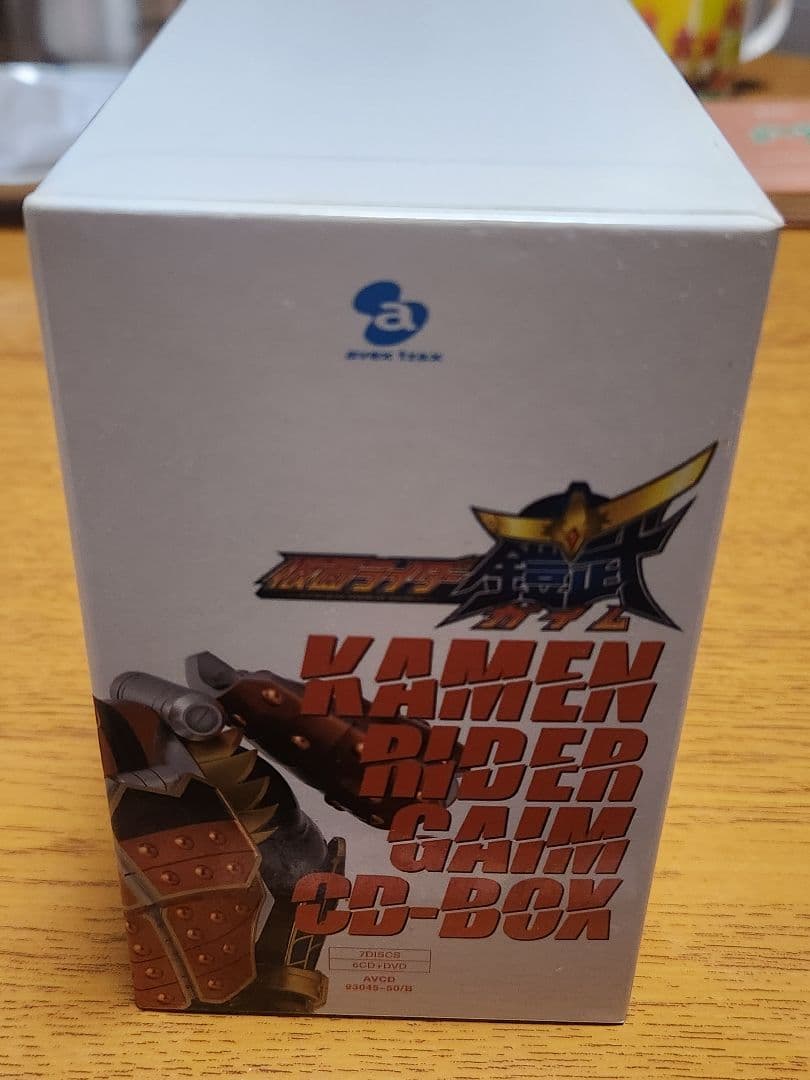 a
avex trax
仮面ライダー
鎧武
ガイム
KAMEN
RIDER
GAIM
CD-BOX
7DISCS
6CD+DVD
AVCD
93045~50/B